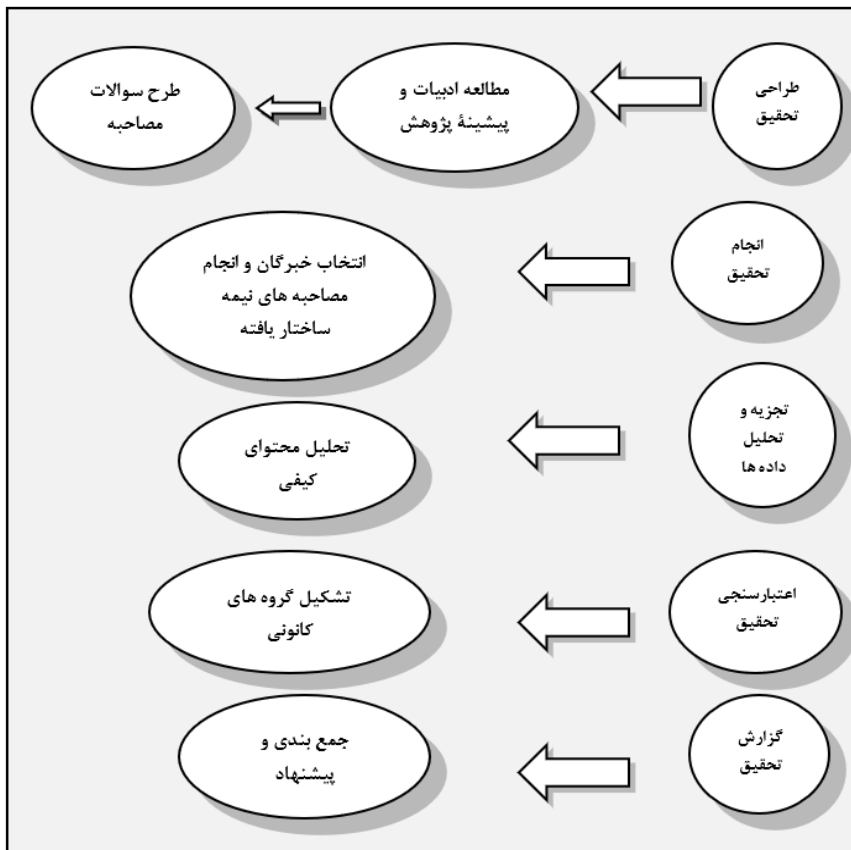 طراحی
تحقیق
مطالعه ادبیات و
پیشینۀ پژوهش
طرح سوالات
مصاحبه
انجام
تحقیق
انتخاب خبرگان و انجام
مصاحبه های نیمه
ساختار یافته
تجزیه و
تحلیل
داده ها
تحلیل محتوای
کیفی
اعتبارسنجی
تحقیق
تشکیل گروه های
کانونی
گزارش
تحقیق
جمع بندی و
پیشنهاد